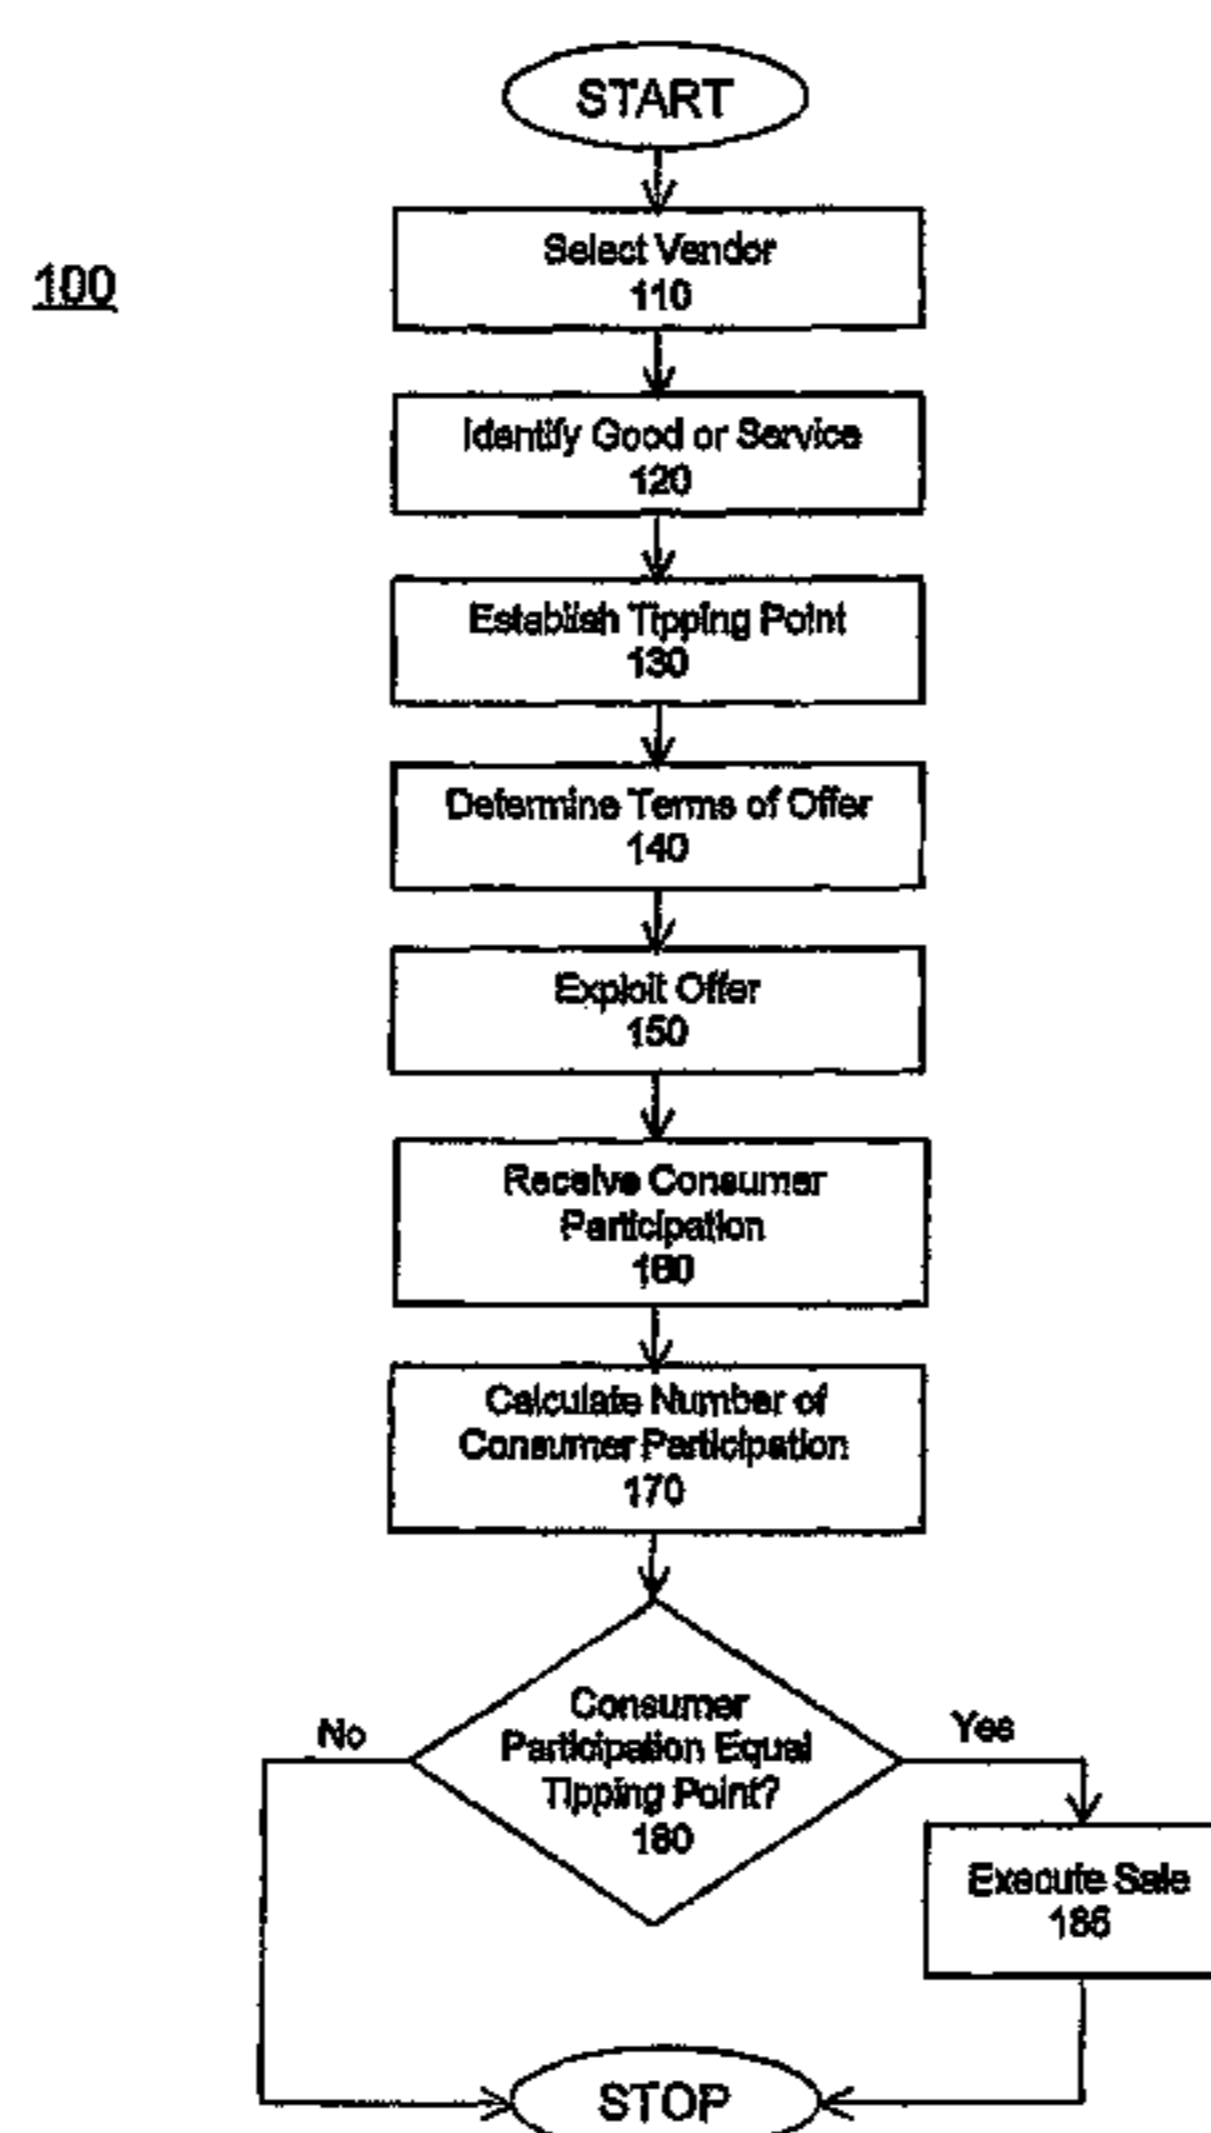 START
100
Select Vendor
110
Identify Good or Service
120
Establish Tipping Point
130
Determine Terms of Offer
140
Exploit Offer
150
Receive Consumer
Participation
160
Calculate Number of
Consumer Participation
170
Consumer
Participation Equal
Tipping Point?
180
No
Yes
Execute Sale
185
STOP